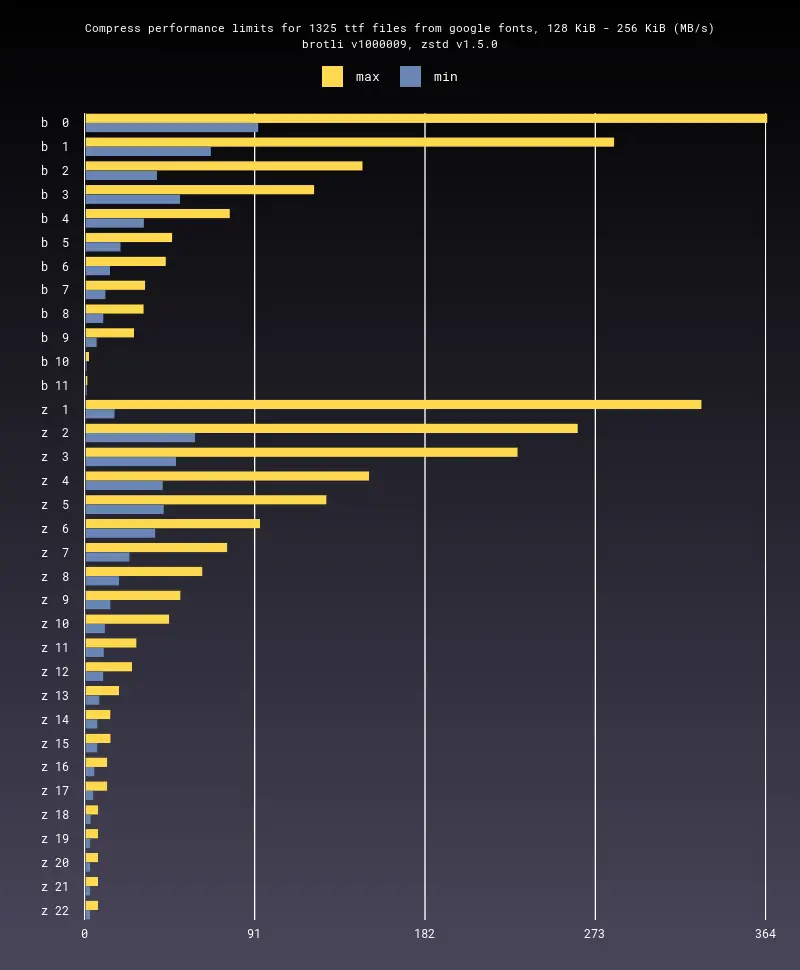 Compress performance limits for 1325 ttf files from google fonts, 128 KiB - 256 KiB (MB/s)
brotli v1000009, zstd v1.5.0
max min
b 0
b 1
b 2
b 3
b 4
b 5
b 6
b 7
b 8
b 9
b 10
b 11
z 1
z 2
z 3
z 4
z 5
z 6
z 7
z 8
z 9
z 10
z 11
z 12
z 13
z 14
z 15
z 16
z 17
z 18
z 19
z 20
z 21
z 22
0 91 182 273 364